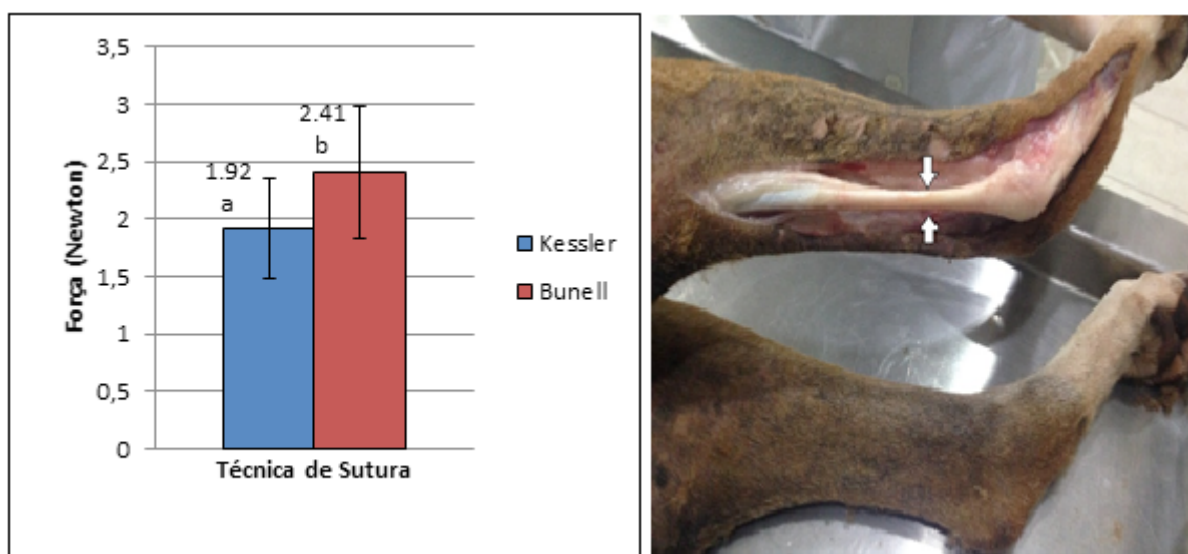 3,5
3
2,5
2
1,5
1
0,5
0
Força (Newton)
1.92
a
2.41
b
Técnica de Sutura
Kessler
Bunell